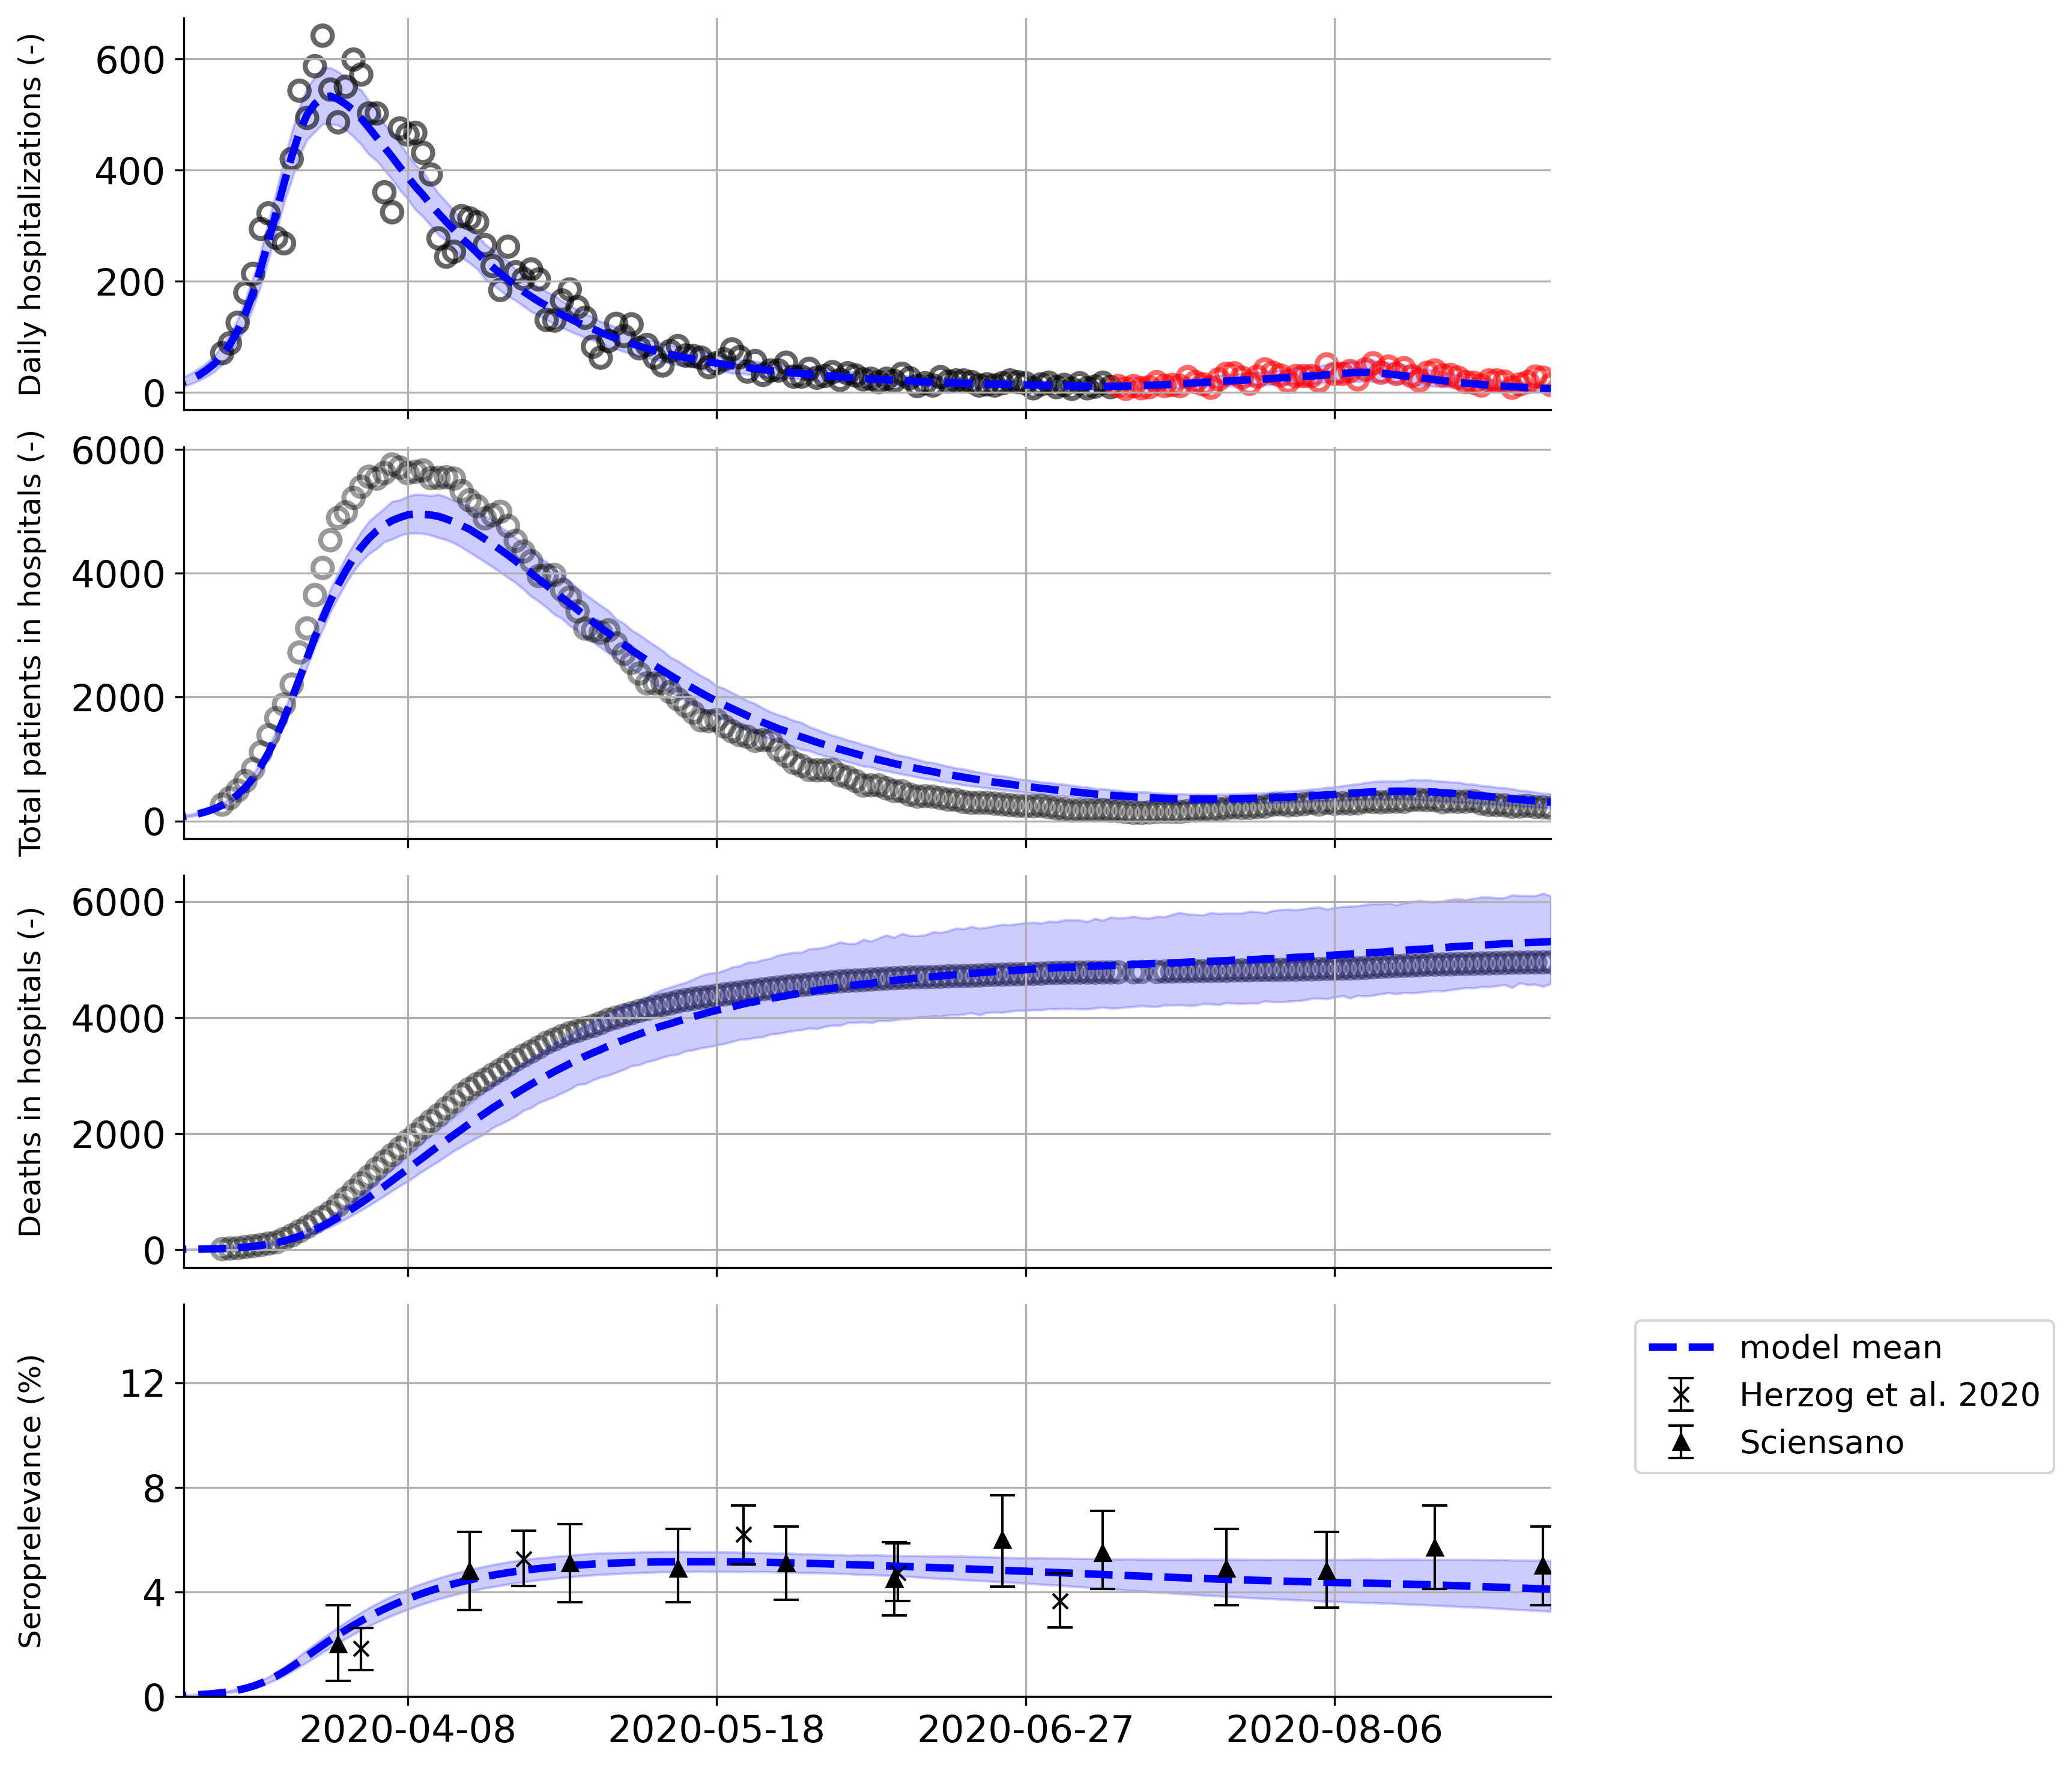 Daily hospitalizations (-)
600
400
200
0
Total patients in hospitals (-)
6000
4000
2000
0
Deaths in hospitals (-)
6000
4000
2000
0
Seroprelevance (%)
12
8
4
0
2020-04-08
2020-05-18
2020-06-27
2020-08-06
model mean
Herzog et al. 2020
Sciensano